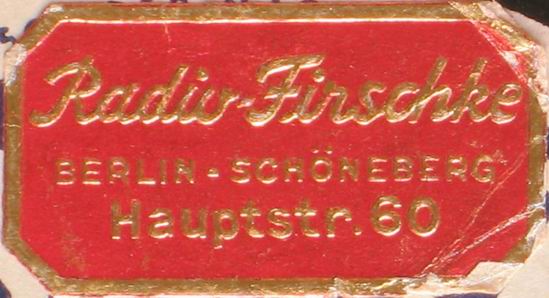 Radio-Firschke
BERLIN-SCHÖNEBERG
Hauptstr. 60